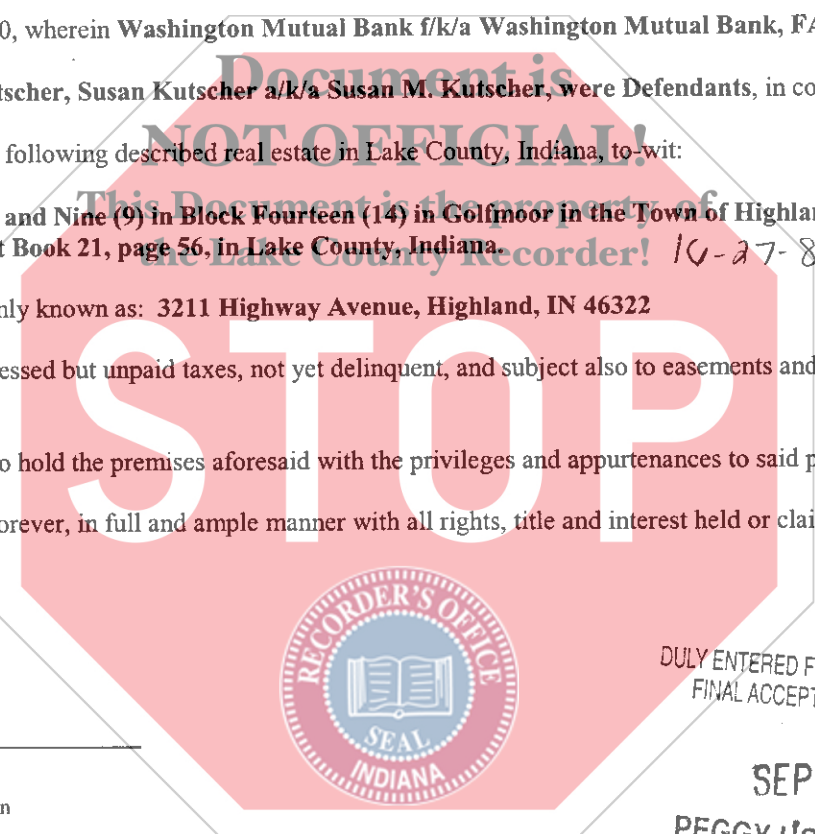 0, wherein Washington Mutual Bank f/k/a Washington Mutual Bank, FA
Document is
tscher, Susan Kutscher a/k/a Susan M. Kutscher, were Defendants, in co
NOT OFFICIAL!
following described real estate in Lake County, Indiana, to-wit:
This Document is the property of
and Nine (9) in Block Fourteen (14) in Golfmoor in the Town of Highlan
the Lake County Recorder!
t Book 21, page 56, in Lake County, Indiana. 16-27-8
nly known as: 3211 Highway Avenue, Highland, IN 46322
essed but unpaid taxes, not yet delinquent, and subject also to easements and
STOP
o hold the premises aforesaid with the privileges and appurtenances to said p
orever, in full and ample manner with all rights, title and interest held or clai
RECORDER'S OFFICE
SEAL
INDIANA
DULY ENTERED F
FINAL ACCEPT
SEP
PEGGY
n